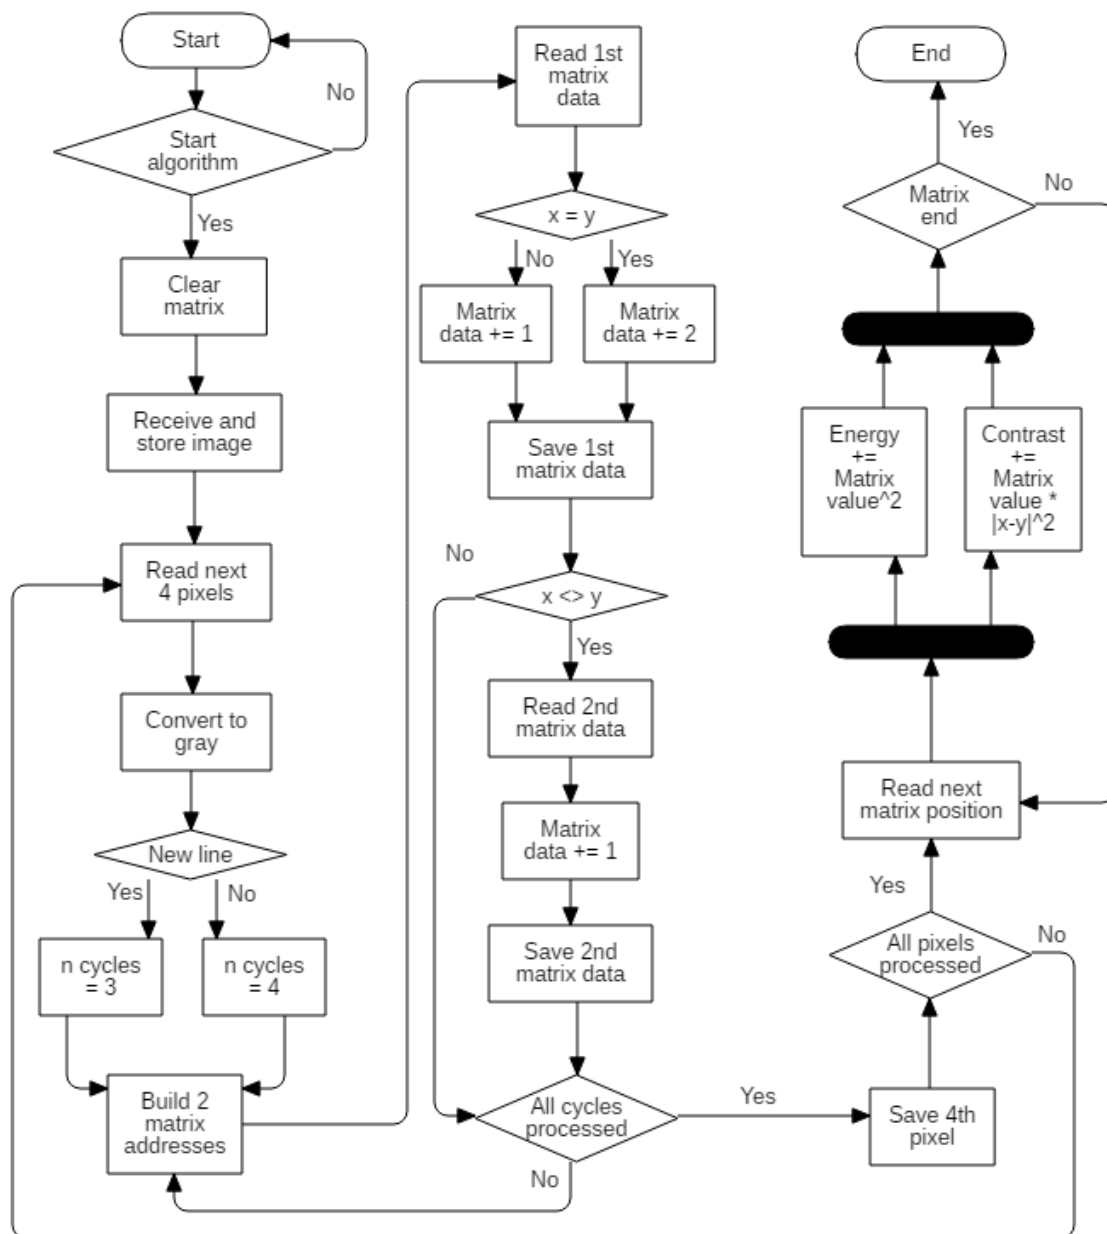 Start
No
Start
algorithm
Yes
Clear
matrix
Receive and
store image
Read next
4 pixels
Convert to
gray
New line
Yes
No
n cycles
= 3
n cycles
= 4
Build 2
matrix
addresses
Read 1st
matrix
data
x = y
No
Yes
Matrix
data += 1
Matrix
data += 2
Save 1st
matrix data
No
x <> y
Yes
Read 2nd
matrix data
Matrix
data += 1
Save 2nd
matrix data
All cycles
processed
Yes
No
End
Yes
Matrix
end
No
Energy
+=
Matrix
value^2
Contrast
+=
Matrix
value *
|x-y|^2
Read next
matrix position
Yes
All pixels
processed
No
Save 4th
pixel